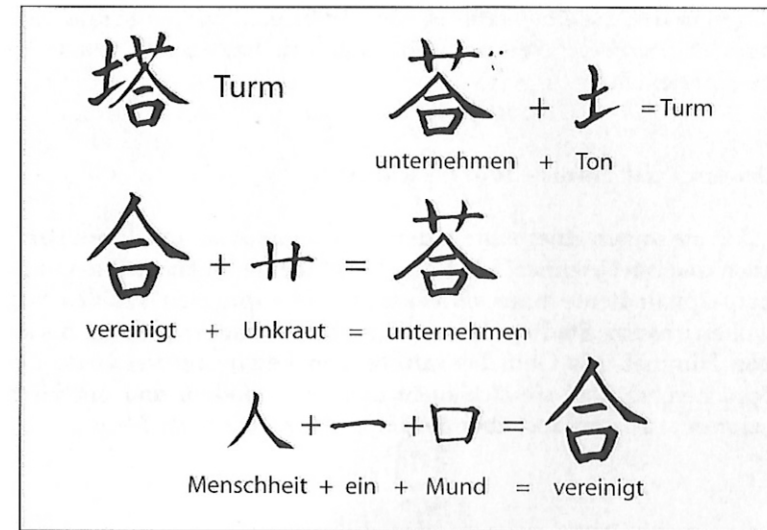 塔 Turm
荅 + 土 = Turm
unternehmen + Ton
合 + 艹 = 荅
vereinigt + Unkraut = unternehmen
人 + 一 + 口 = 合
Menschheit + ein + Mund = vereinigt